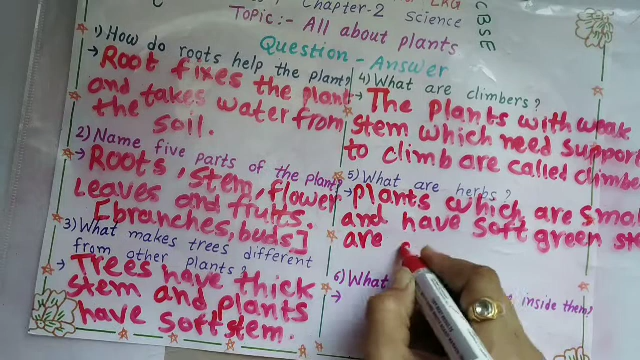 Chapter-2 Science
CBSE
Topic:- All about plants
Question-Answer
1) How do roots help the plant?
→ Root fixes the plant
and takes water from
the soil.
2) Name five parts of the plant?
→ Roots, stem, flower
leaves and fruits.
[branches, buds]
3) What makes trees different
from other plants?
→ Trees have thick
stem and plants
have soft stem.
4) What are climbers?
→ The plants with weak
stem which need support
to climb are called
5) What are herbs?
→ plants which are
and have soft green
are
6) What
inside them?
→